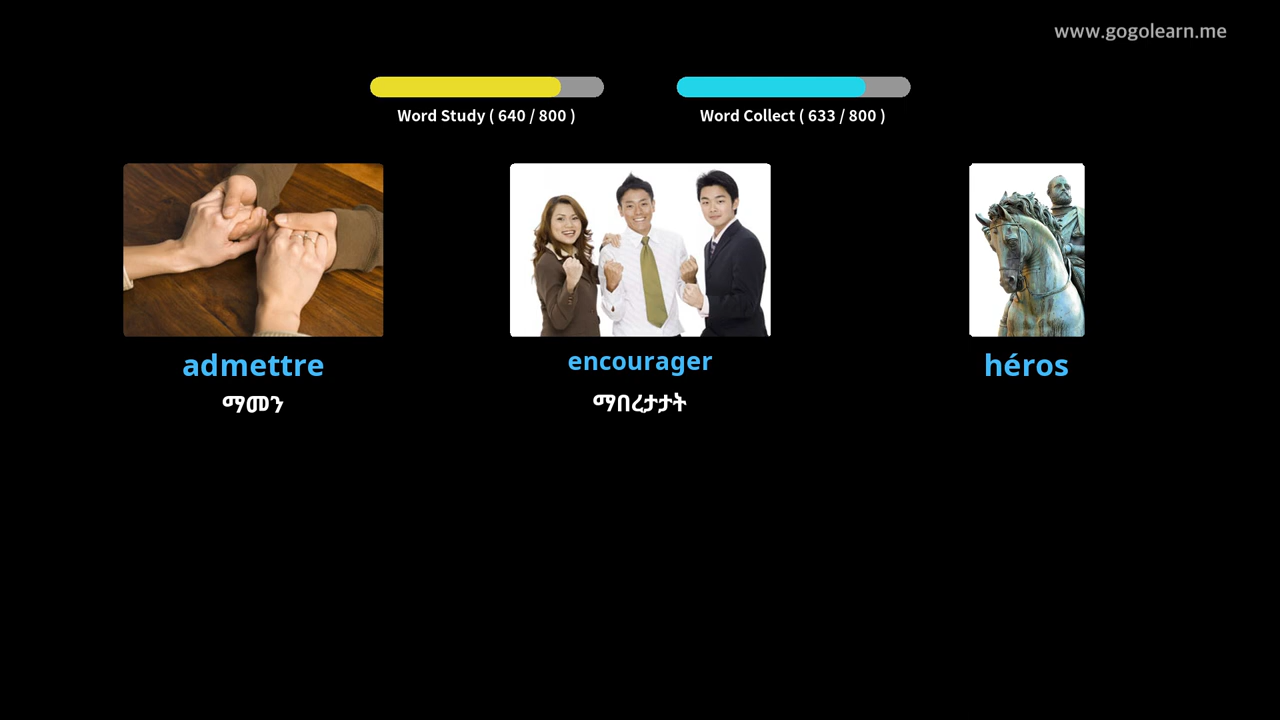 www.gogolearn.me
Word Study ( 640 / 800 )
Word Collect ( 633 / 800 )
admettre
ማመን
encourager
ማበረታታት
héros